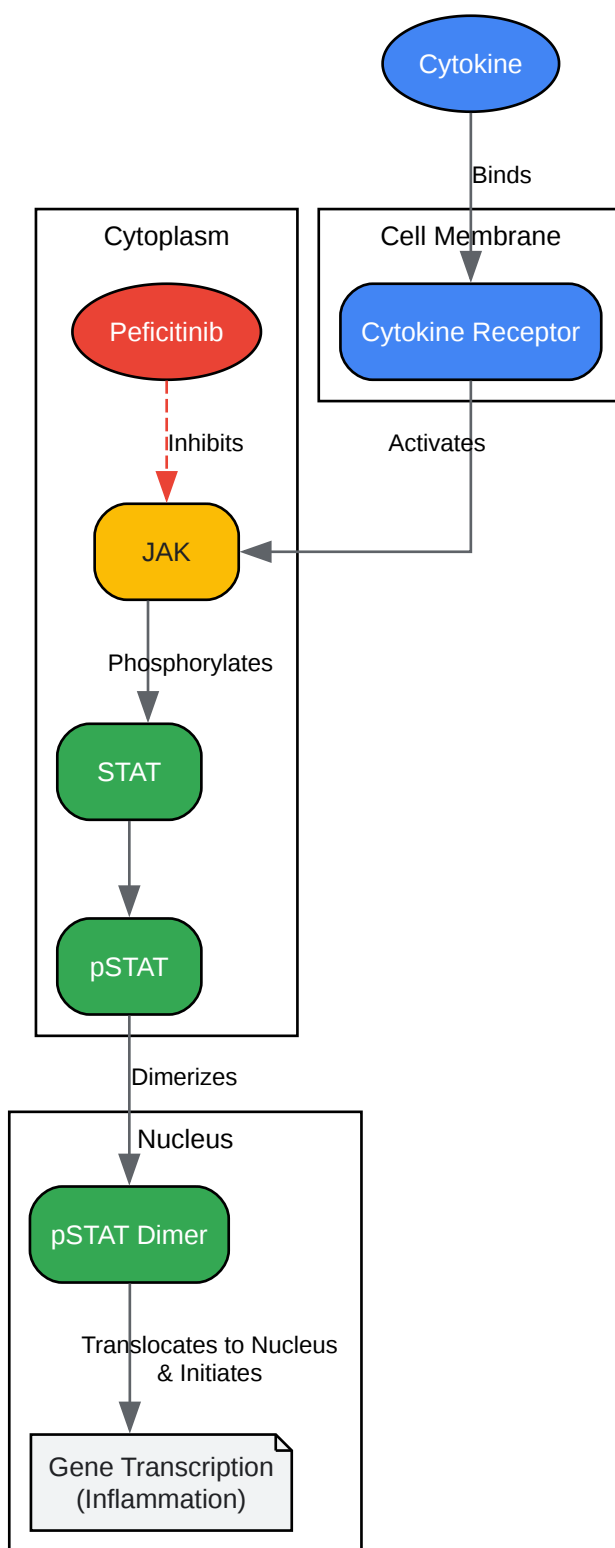 Cytokine
Binds
Cytoplasm
Cell Membrane
Peficitinib
Cytokine Receptor
Inhibits
Activates
JAK
Phosphorylates
STAT
pSTAT
Dimerizes
Nucleus
pSTAT Dimer
Translocates to Nucleus
& Initiates
Gene Transcription
(Inflammation)